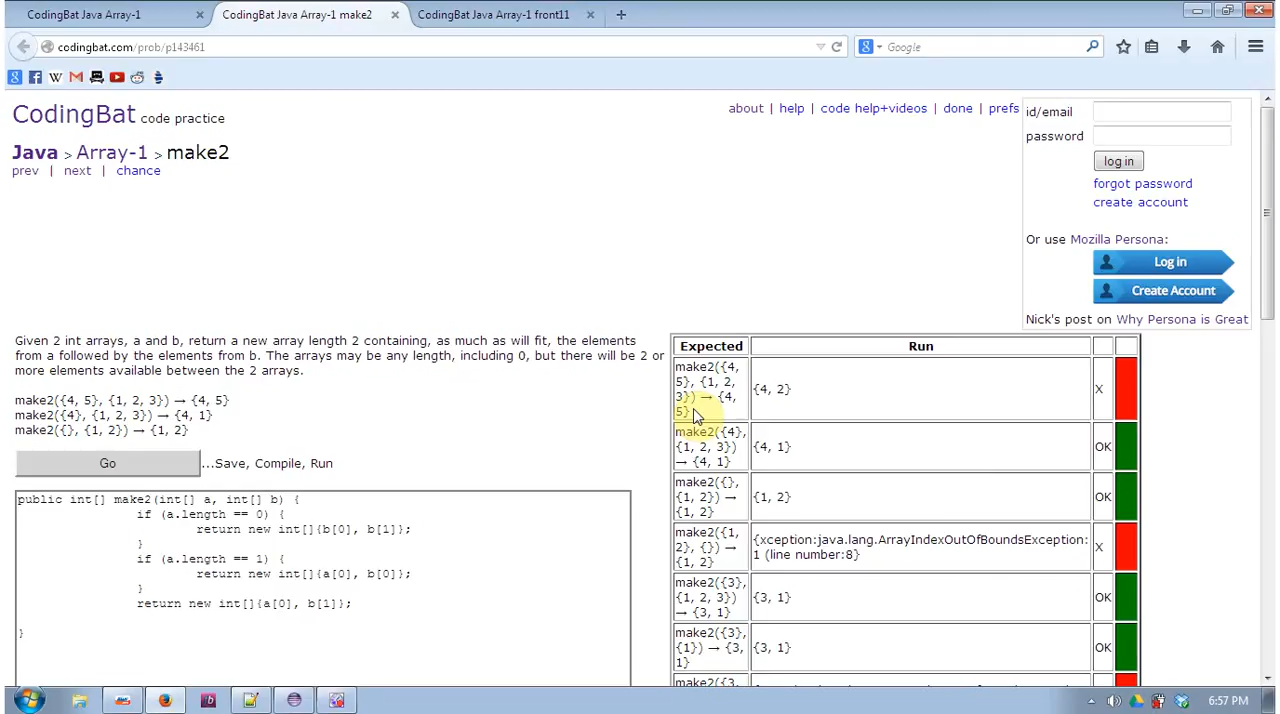 CodingBat Java Array-1
CodingBat Java Array-1 make2
CodingBat Java Array-1 front11
codingbat.com/prob/p143461
Google
CodingBat code practice
about | help | code help+videos | done | prefs
id/email
password
log in
forgot password
create account
Or use Mozilla Persona:
Log in
Create Account
Nick's post on Why Persona is Great
Java > Array-1 > make2
prev | next | chance
Given 2 int arrays, a and b, return a new array length 2 containing, as much as will fit, the elements
from a followed by the elements from b. The arrays may be any length, including 0, but there will be 2 or
more elements available between the 2 arrays.
make2({4, 5}, {1, 2, 3}) → {4, 5}
make2({4}, {1, 2, 3}) → {4, 1}
make2({}, {1, 2}) → {1, 2}
Go ...Save, Compile, Run
public int[] make2(int[] a, int[] b) {
if (a.length == 0) {
return new int[]{b[0], b[1]};
}
if (a.length == 1) {
return new int[]{a[0], b[0]};
}
return new int[]{a[0], b[1]};
}
Expected Run
make2({4,
5}, {1, 2,
3}) → {4,
5}
{4, 2} X
make2({4},
{1, 2, 3})
→ {4, 1}
{4, 1} OK
make2({},
{1, 2}) →
{1, 2}
{1, 2} OK
make2({1,
2}, {}) →
{1, 2}
{xception:java.lang.ArrayIndexOutOfBoundsException:
1 (line number:8}
X
make2({3},
{1, 2, 3})
→ {3, 1}
{3, 1} OK
make2({3},
{1}) → {3,
1}
{3, 1} OK
make2({3,
6:57 PM